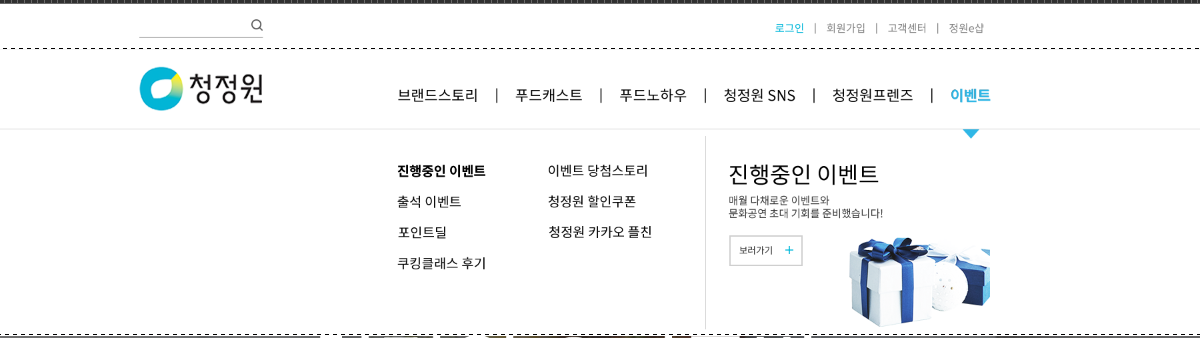 로그인 | 회원가입 | 고객센터 | 정원e샵
청정원
브랜드스토리 | 푸드캐스트 | 푸드노하우 | 청정원 SNS | 청정원프렌즈 | 이벤트
진행중인 이벤트
출석 이벤트
포인트딜
쿠킹클래스 후기
이벤트 당첨스토리
청정원 할인쿠폰
청정원 카카오 플친
진행중인 이벤트
매월 다채로운 이벤트와
문화공연 초대 기회를 준비했습니다!
보러가기 +